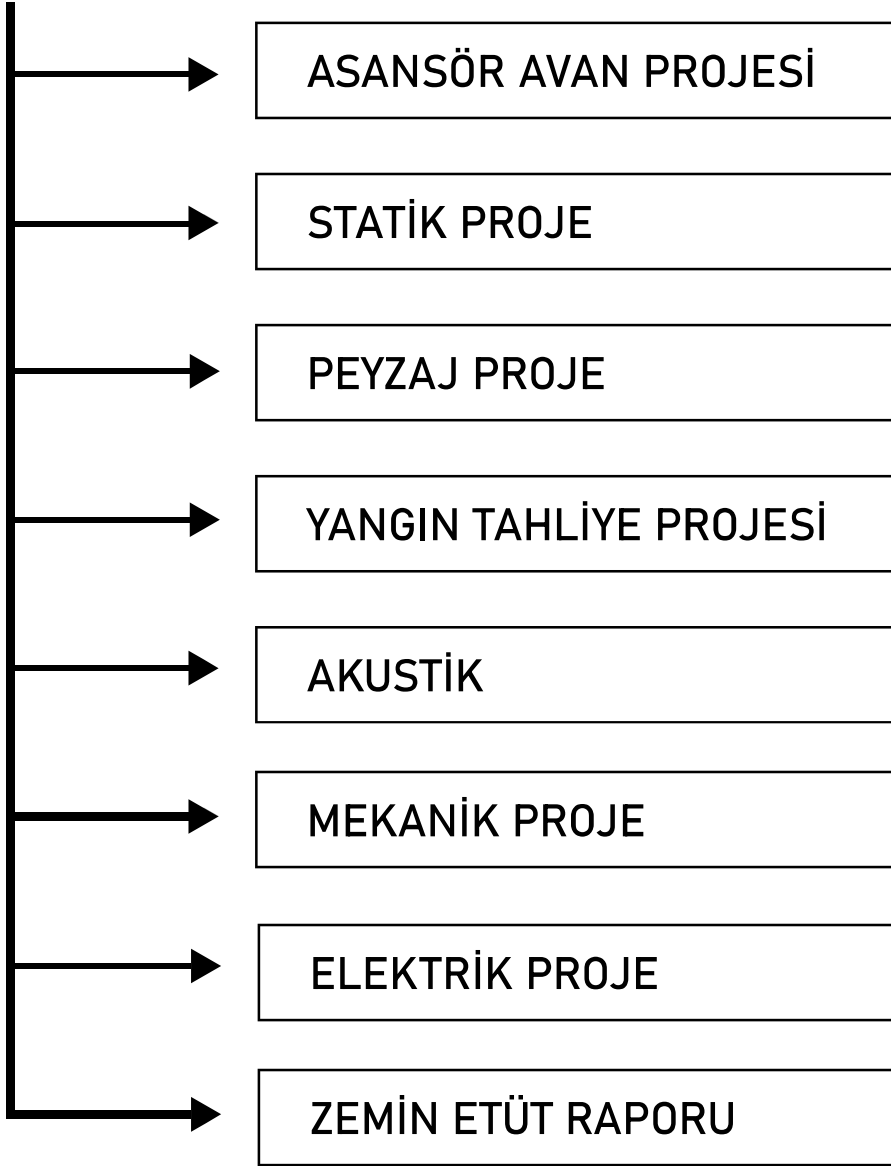 ASANSÖR AVAN PROJESİ
STATİK PROJE
PEYZAJ PROJE
YANGIN TAHLİYE PROJESİ
AKUSTİK
MEKANİK PROJE
ELEKTRİK PROJE
ZEMİN ETÜT RAPORU